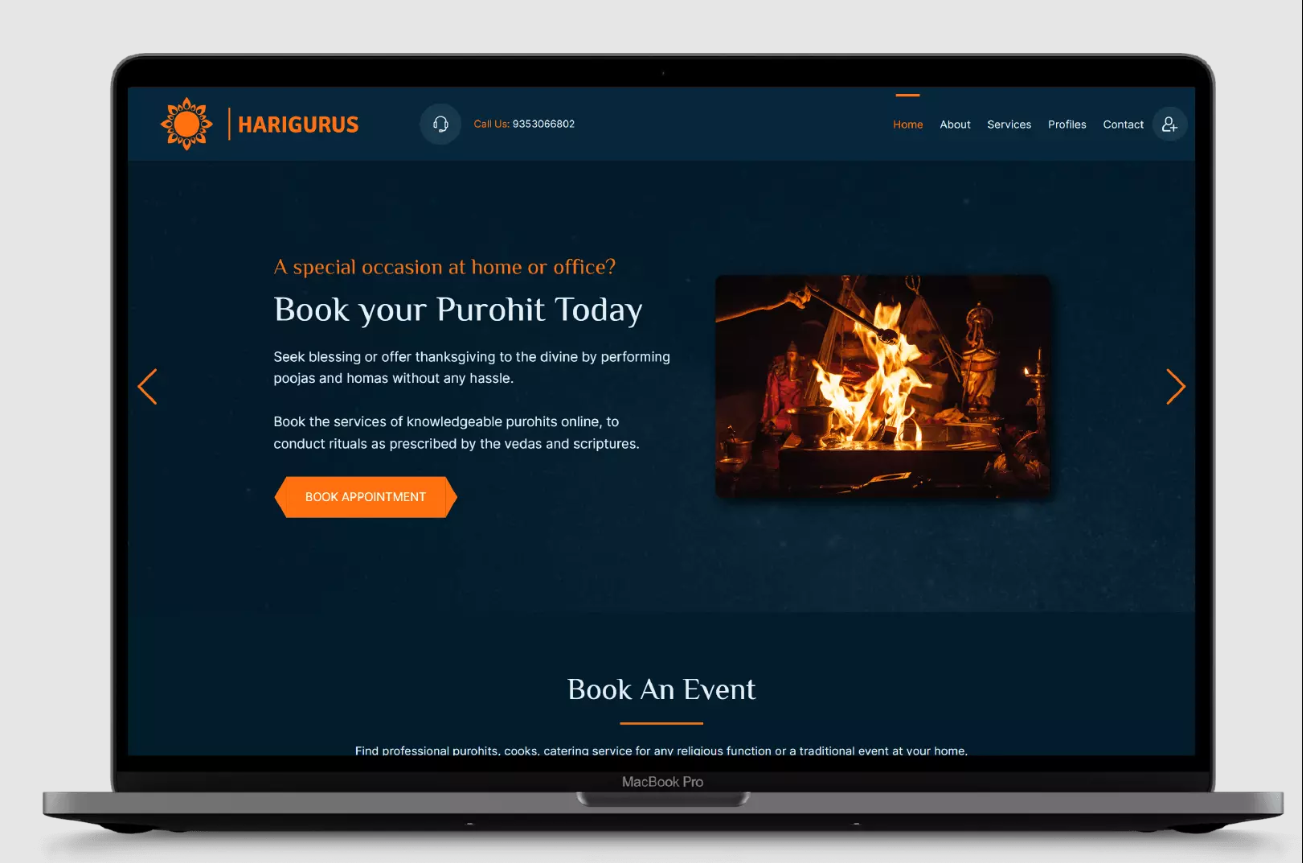 HARIGURUS
Call Us: 9353066802
Home About Services Profiles Contact
A special occasion at home or office?
Book your Purohit Today
Seek blessing or offer thanksgiving to the divine by performing
poojas and homas without any hassle.
Book the services of knowledgeable purohits online, to
conduct rituals as prescribed by the vedas and scriptures.
BOOK APPOINTMENT
Book An Event
Find professional purohits, cooks, catering service for any religious function or a traditional event at your home.
MacBook Pro